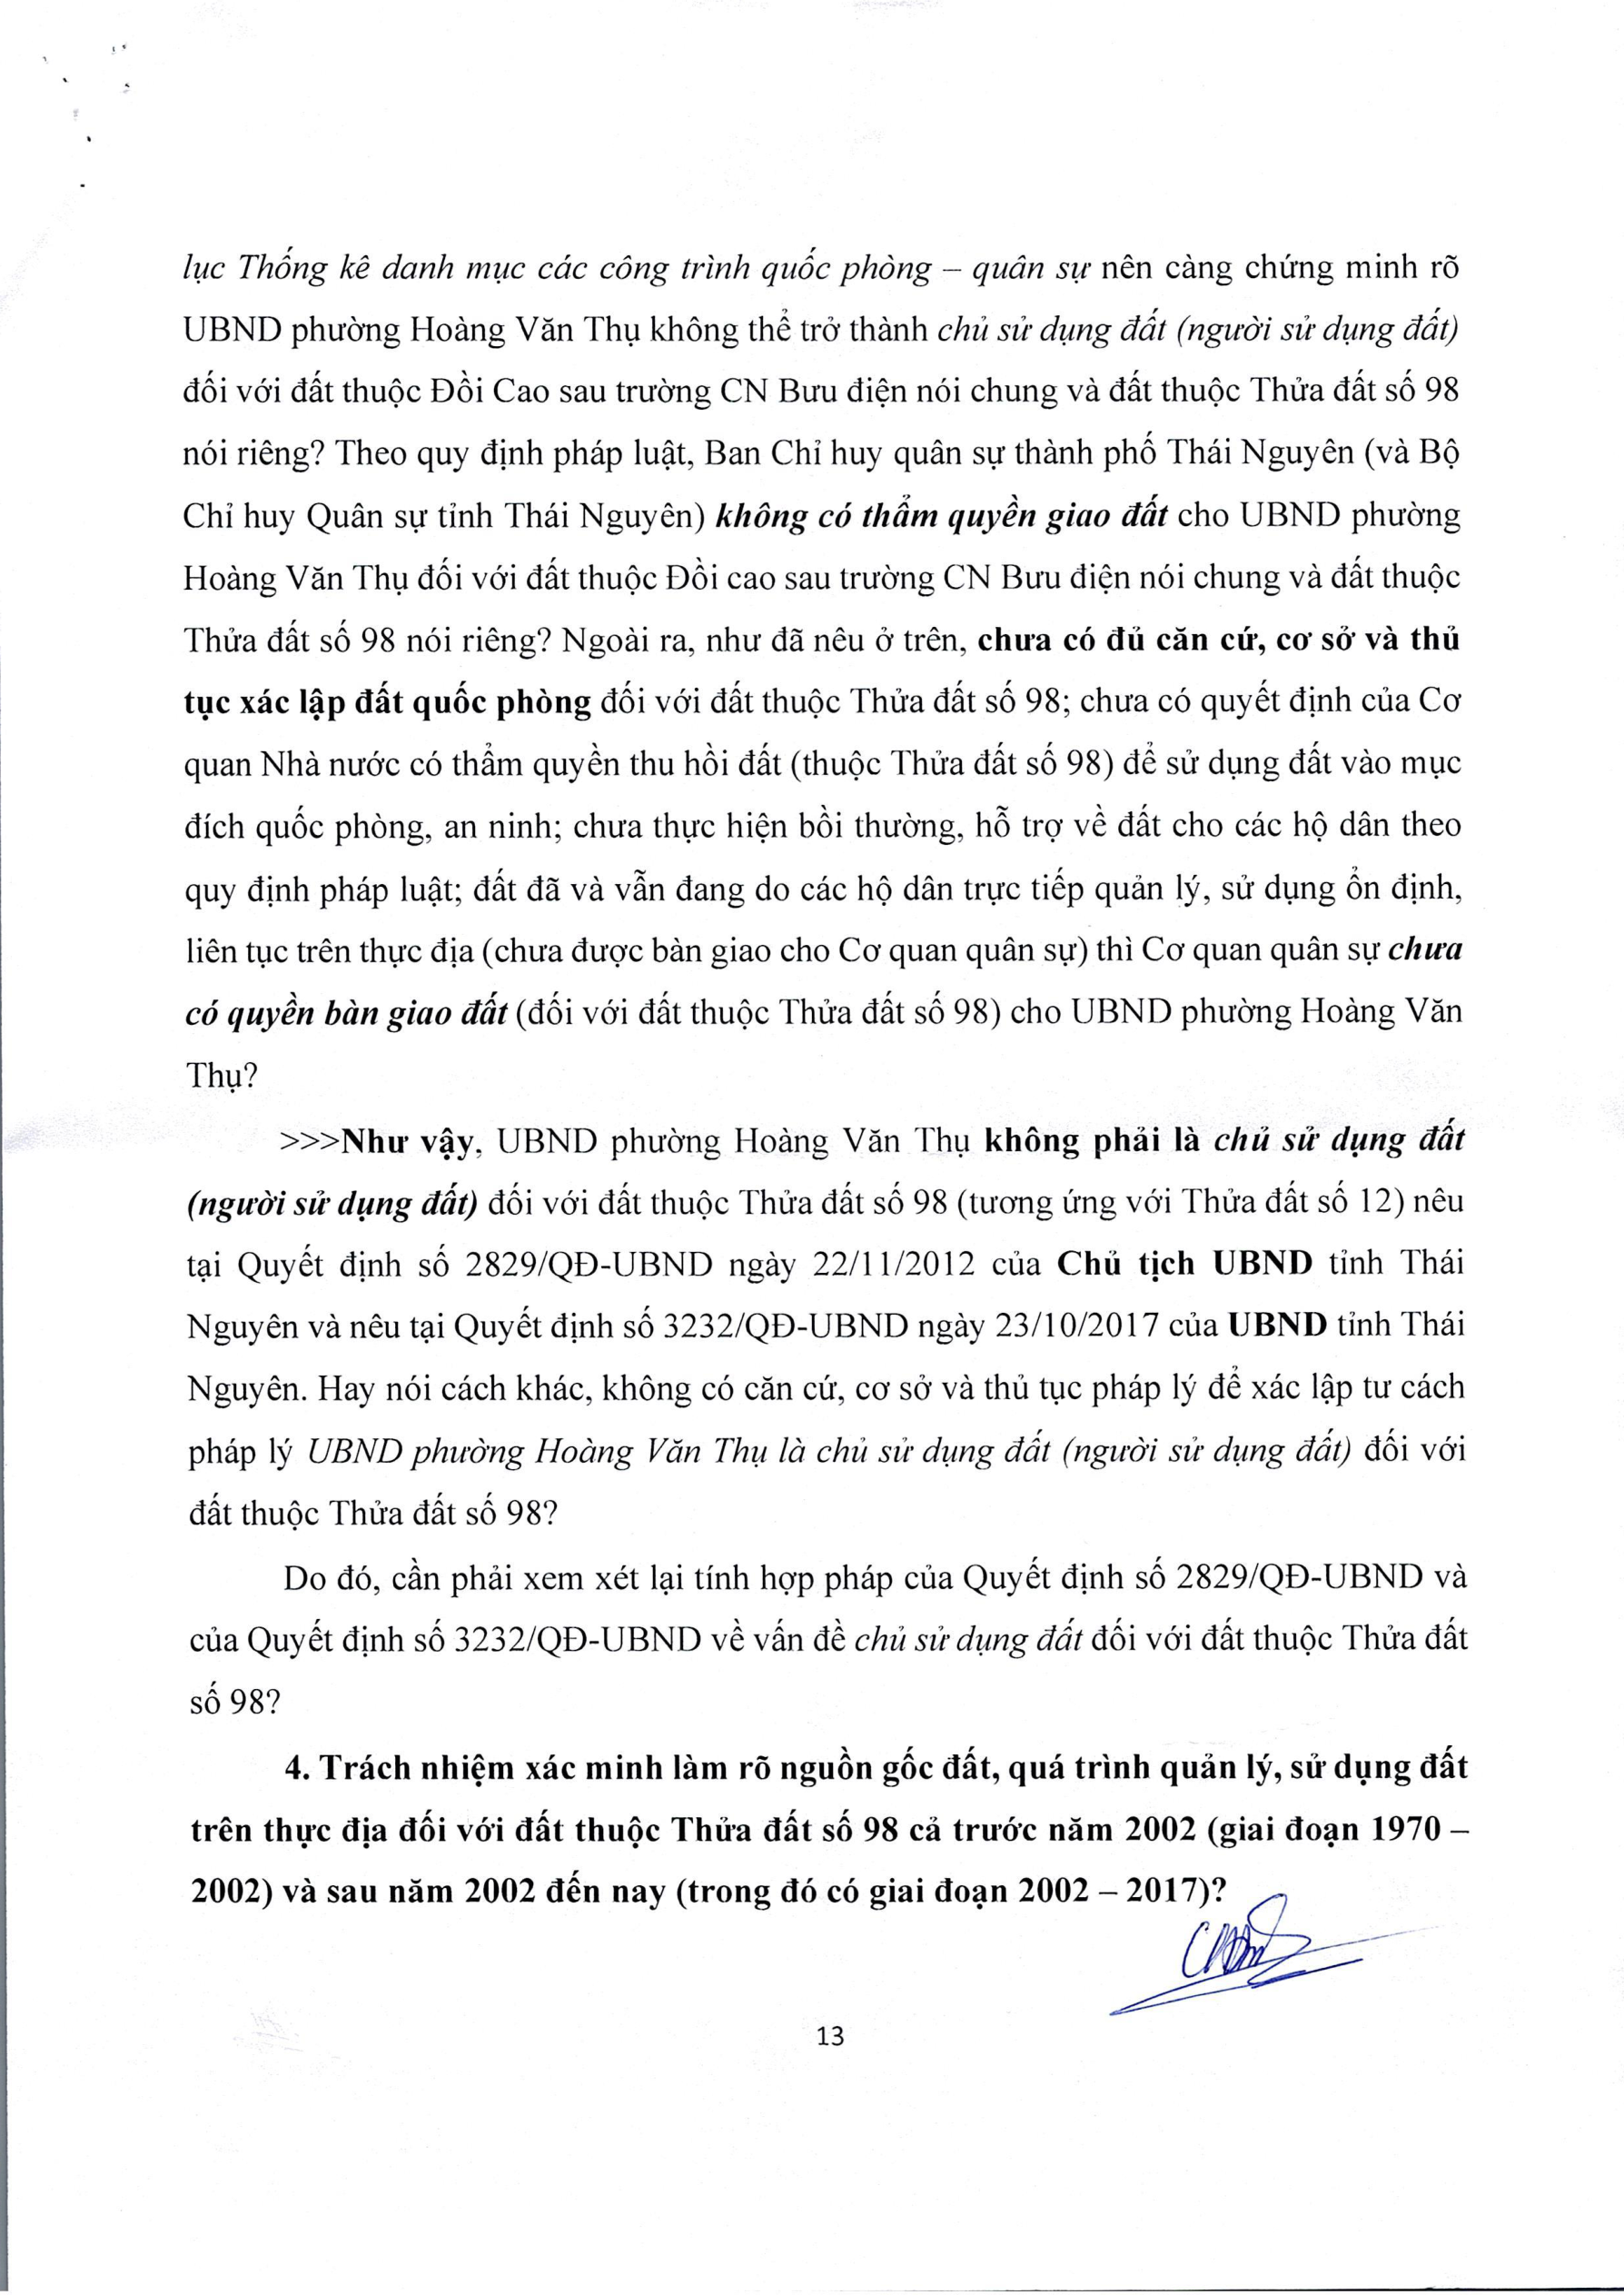 lục Thống kê danh mục các công trình quốc phòng – quân sự nên càng chứng minh rõ
UBND phường Hoàng Văn Thụ không thể trở thành chủ sử dụng đất (người sử dụng đất)
đối với đất thuộc Đồi Cao sau trường CN Bưu điện nói chung và đất thuộc Thửa đất số 98
nói riêng? Theo quy định pháp luật, Ban Chỉ huy quân sự thành phố Thái Nguyên (và Bộ
Chỉ huy Quân sự tỉnh Thái Nguyên) không có thẩm quyền giao đất cho UBND phường
Hoàng Văn Thụ đối với đất thuộc Đồi cao sau trường CN Bưu điện nói chung và đất thuộc
Thửa đất số 98 nói riêng? Ngoài ra, như đã nêu ở trên, chưa có đủ căn cứ, cơ sở và thủ
tục xác lập đất quốc phòng đối với đất thuộc Thửa đất số 98; chưa có quyết định của Cơ
quan Nhà nước có thẩm quyền thu hồi đất (thuộc Thửa đất số 98) để sử dụng đất vào mục
đích quốc phòng, an ninh; chưa thực hiện bồi thường, hỗ trợ về đất cho các hộ dân theo
quy định pháp luật; đất đã và vẫn đang do các hộ dân trực tiếp quản lý, sử dụng ổn định,
liên tục trên thực địa (chưa được bàn giao cho Cơ quan quân sự) thì Cơ quan quân sự chưa
có quyền bàn giao đất (đối với đất thuộc Thửa đất số 98) cho UBND phường Hoàng Văn
Thụ?
>>>Như vậy, UBND phường Hoàng Văn Thụ không phải là chủ sử dụng đất
(người sử dụng đất) đối với đất thuộc Thửa đất số 98 (tương ứng với Thửa đất số 12) nêu
tại Quyết định số 2829/QĐ-UBND ngày 22/11/2012 của Chủ tịch UBND tỉnh Thái
Nguyên và nêu tại Quyết định số 3232/QĐ-UBND ngày 23/10/2017 của UBND tỉnh Thái
Nguyên. Hay nói cách khác, không có căn cứ, cơ sở và thủ tục pháp lý để xác lập tư cách
pháp lý UBND phường Hoàng Văn Thụ là chủ sử dụng đất (người sử dụng đất) đối với
đất thuộc Thửa đất số 98?
Do đó, cần phải xem xét lại tính hợp pháp của Quyết định số 2829/QĐ-UBND và
của Quyết định số 3232/QĐ-UBND về vấn đề chủ sử dụng đất đối với đất thuộc Thửa đất
số 98?
4. Trách nhiệm xác minh làm rõ nguồn gốc đất, quá trình quản lý, sử dụng đất
trên thực địa đối với đất thuộc Thửa đất số 98 cả trước năm 2002 (giai đoạn 1970 –
2002) và sau năm 2002 đến nay (trong đó có giai đoạn 2002 – 2017)?
13